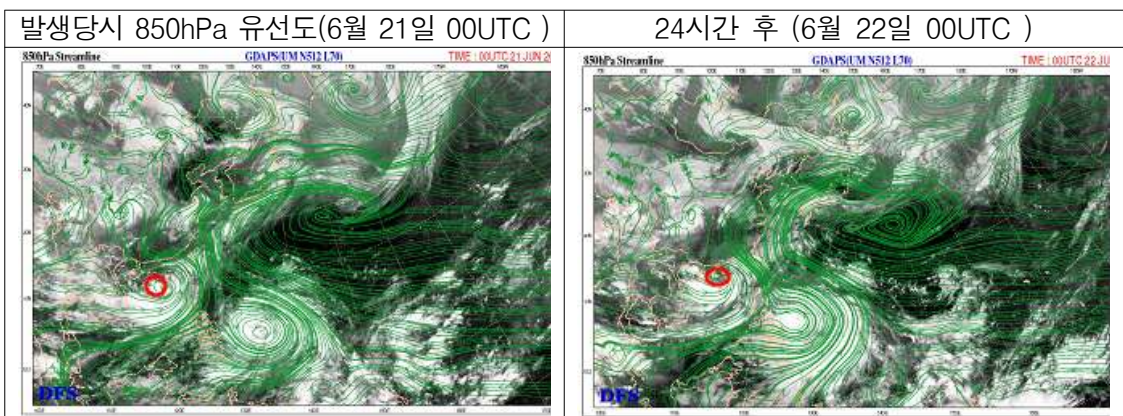 발생당시 850hPa 유선도(6월 21일 00UTC )
24시간 후 (6월 22일 00UTC )
850hPa Streamline
GDAPS(UM N512 L70)
TIME : 00UTC 21 JUN 2
850hPa Streamline
GDAPS(UM N512 L70)
TIME : 00UTC 22 JU
DFS
DFS